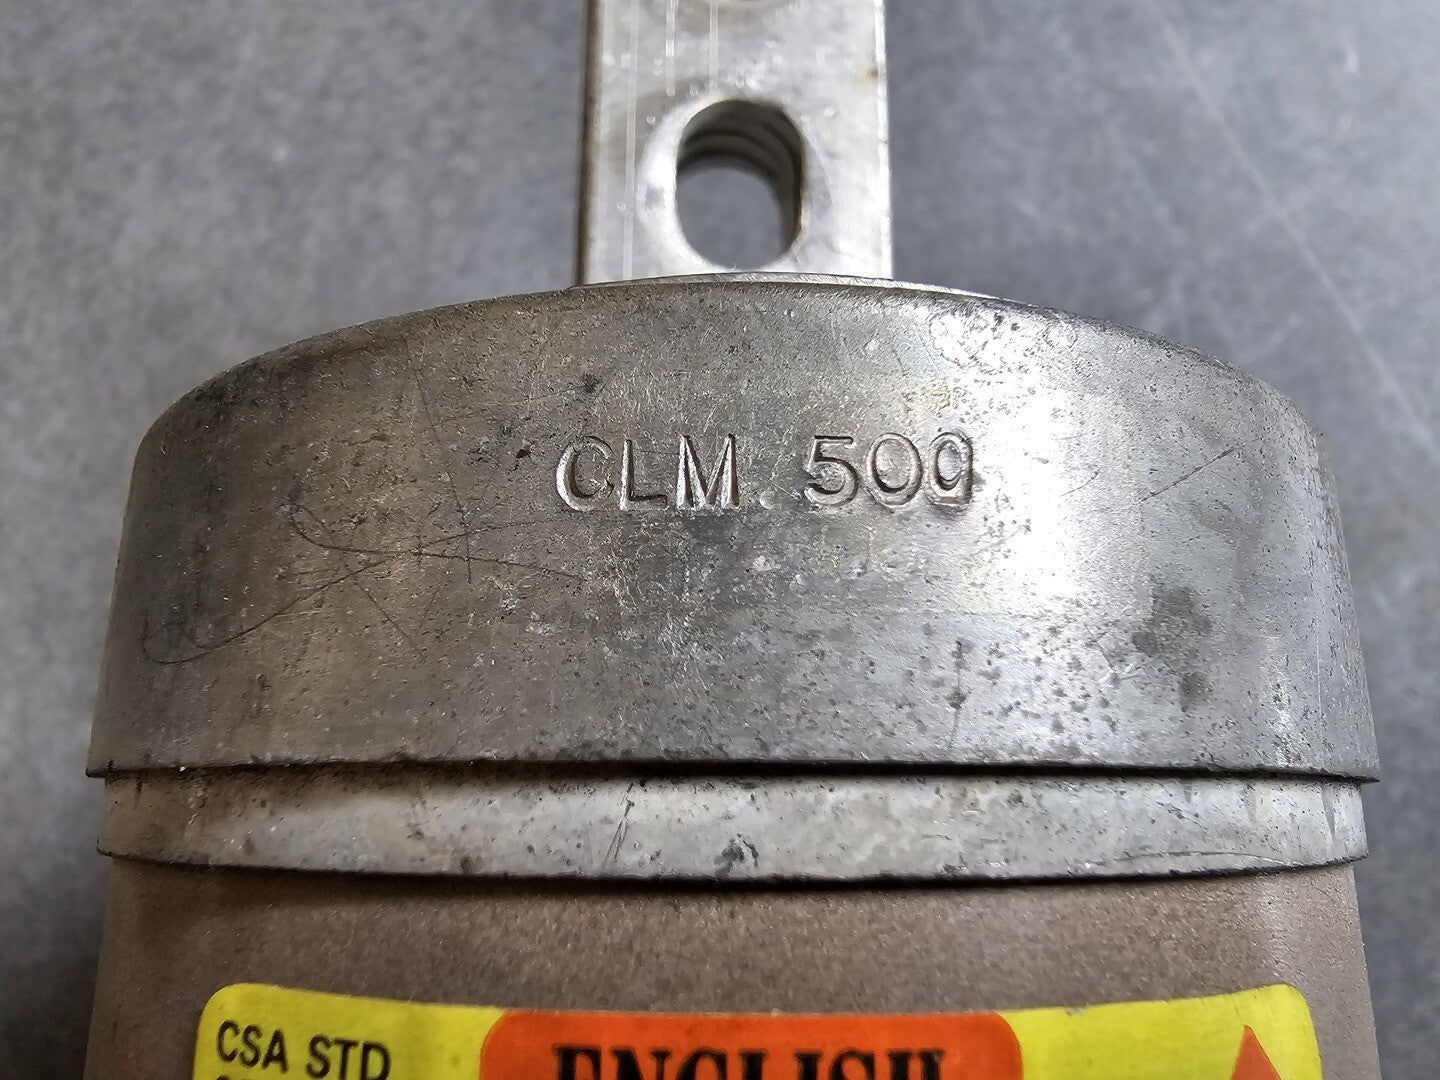 CLM. 500
CSA STD
ENGLISH